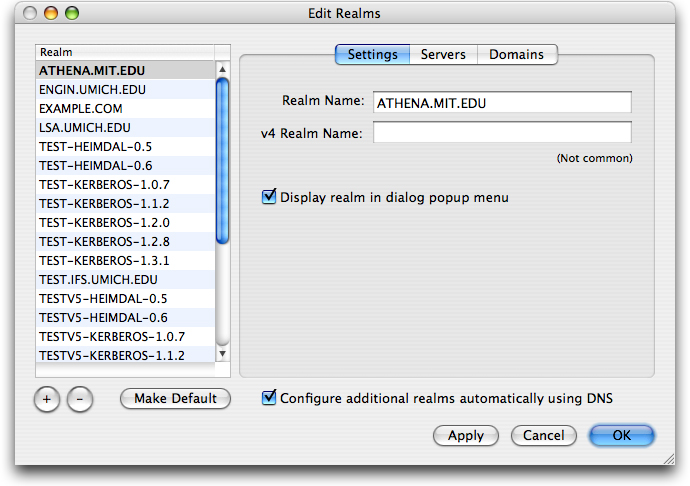 Edit Realms
Realm
ATHENA.MIT.EDU
ENGIN.UMICH.EDU
EXAMPLE.COM
LSA.UMICH.EDU
TEST-HEIMDAL-0.5
TEST-HEIMDAL-0.6
TEST-KERBEROS-1.0.7
TEST-KERBEROS-1.1.2
TEST-KERBEROS-1.2.0
TEST-KERBEROS-1.2.8
TEST-KERBEROS-1.3.1
TEST.IFS.UMICH.EDU
TESTV5-HEIMDAL-0.5
TESTV5-HEIMDAL-0.6
TESTV5-KERBEROS-1.0.7
TESTV5-KERBEROS-1.1.2
+ - Make Default
Settings Servers Domains
Realm Name: ATHENA.MIT.EDU
v4 Realm Name:
(Not common)
Display realm in dialog popup menu
Configure additional realms automatically using DNS
Apply Cancel OK